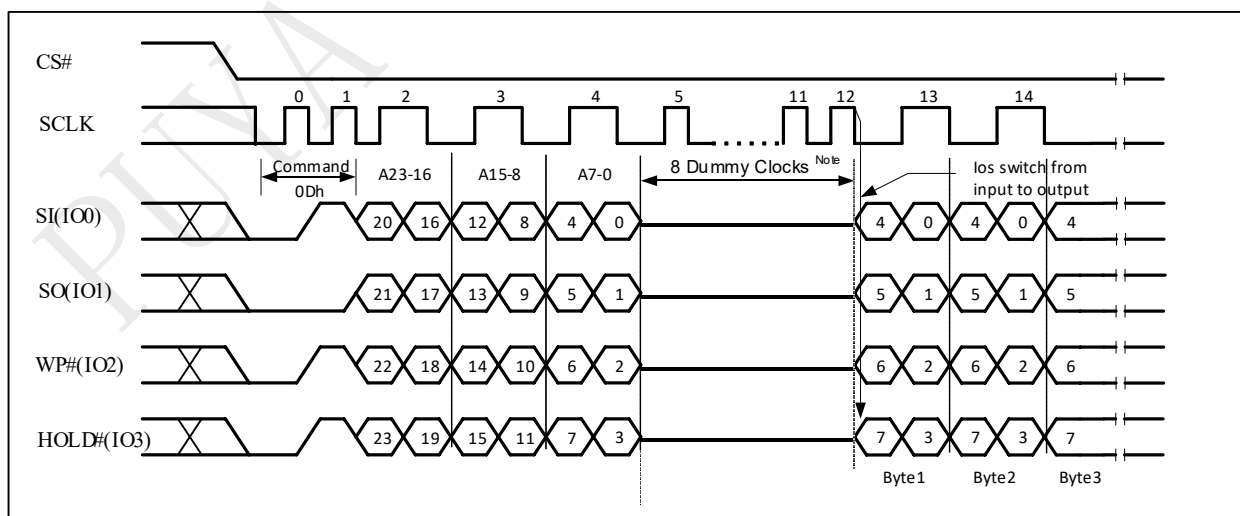 PUYA
CS#
0 1 2 3 4 5 11 12 13 14
SCLK
Command
0Dh
A23-16 A15-8 A7-0 8 Dummy Clocks Note
Ios switch from
input to output
SI(IO0) 20 16 12 8 4 0 4 0 4 0 4
SO(IO1) 21 17 13 9 5 1 5 1 5 1 5
WP#(IO2) 22 18 14 10 6 2 6 2 6 2 6
HOLD#(IO3) 23 19 15 11 7 3 7 3 7 3 7
Byte1 Byte2 Byte3